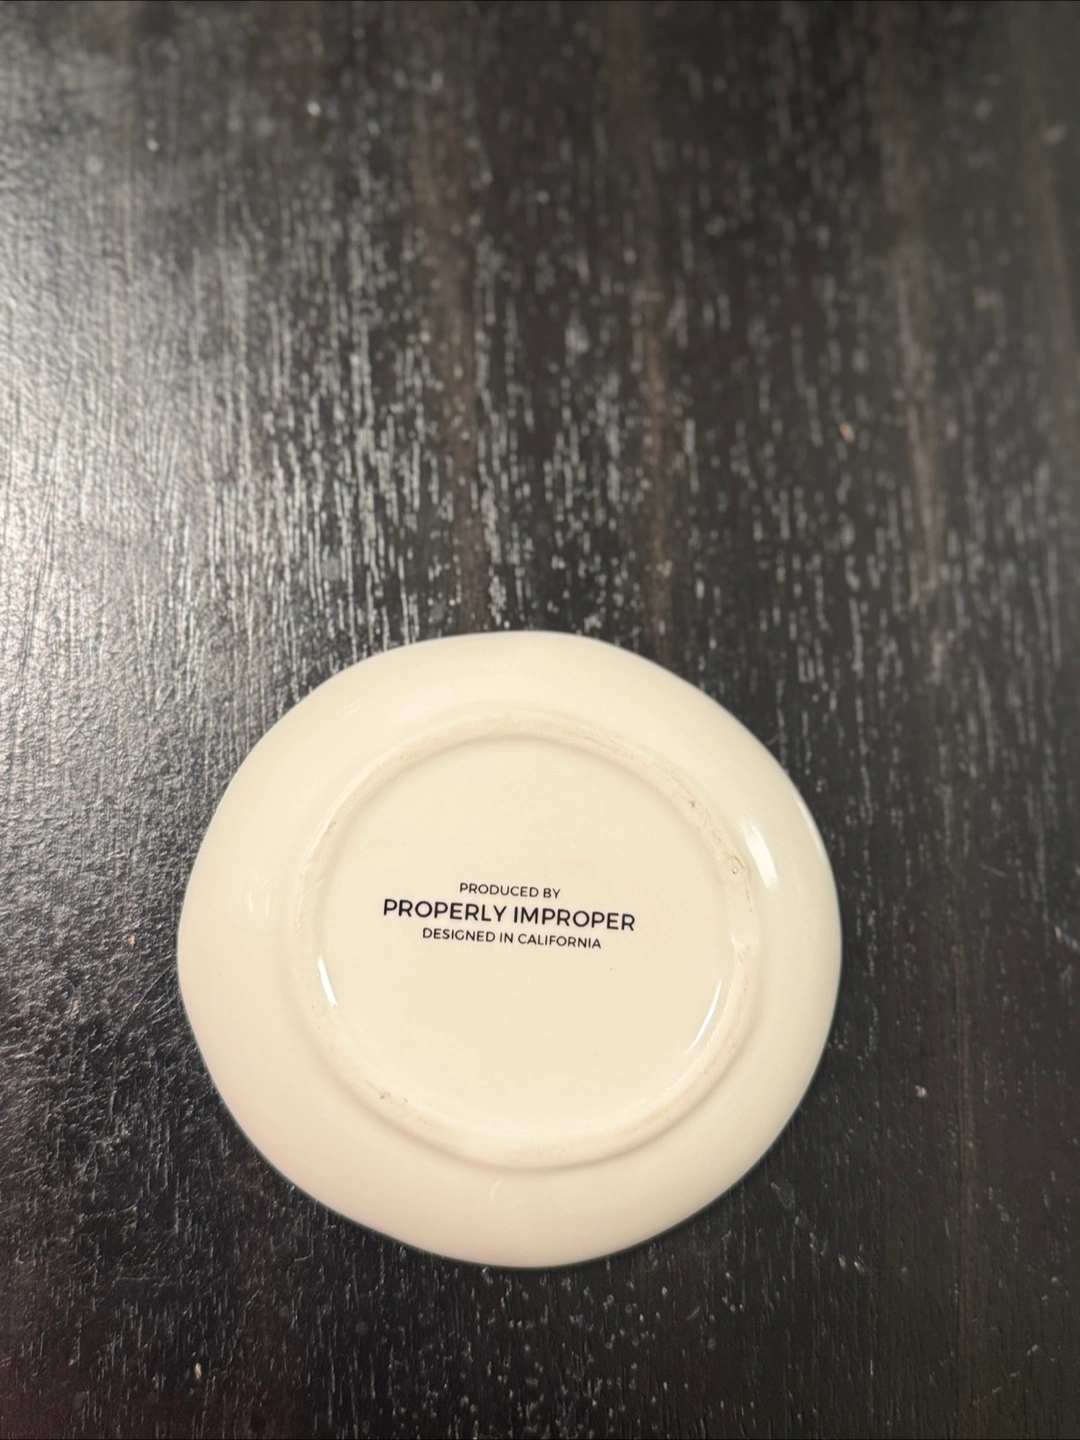 PRODUCED BY
PROPERLY IMPROPER
DESIGNED IN CALIFORNIA